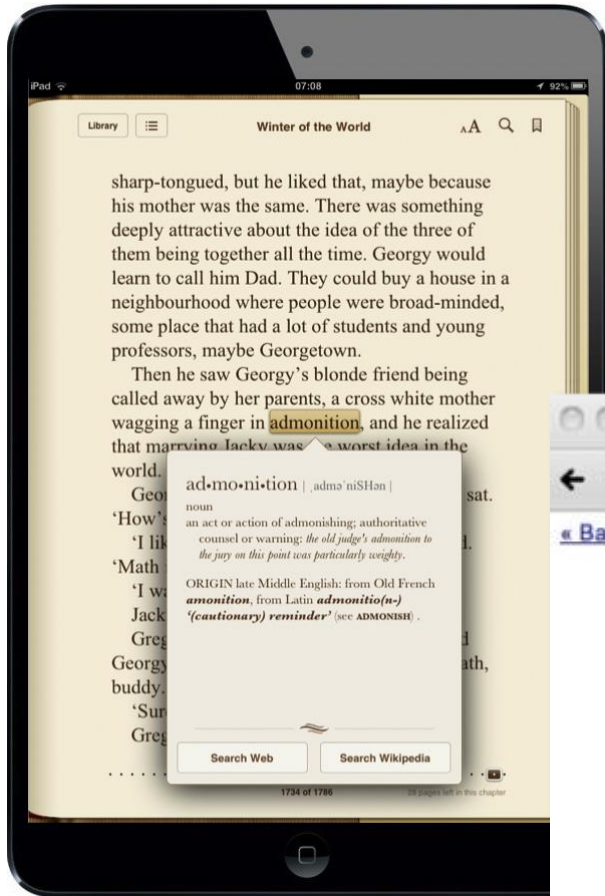 iPad
07:08
92%
Library
Winter of the World
AA
sharp-tongued, but he liked that, maybe because
his mother was the same. There was something
deeply attractive about the idea of the three of
them being together all the time. Georgy would
learn to call him Dad. They could buy a house in a
neighbourhood where people were broad-minded,
some place that had a lot of students and young
professors, maybe Georgetown.
Then he saw Georgy’s blonde friend being
called away by her parents, a cross white mother
wagging a finger in admonition, and he realized
that marrying Jacky was worst idea in the
world.
ad•mo•ni•tion | ˌadməˈniSHən |
noun
an act or action of admonishing; authoritative
counsel or warning: the old judge's admonition to
the jury on this point was particularly weighty.
ORIGIN late Middle English: from Old French
amonition, from Latin admonitio(n-)
‘(cautionary) reminder’ (see ADMONISH) .
Search Web
Search Wikipedia
Geor
sat.
‘How’s
‘I lik
‘Math
‘I wa
Jack
Greg
Georgy
ath,
buddy.
‘Sur
Greg
1734 of 1786
28 pages left in this chapter
« Ba